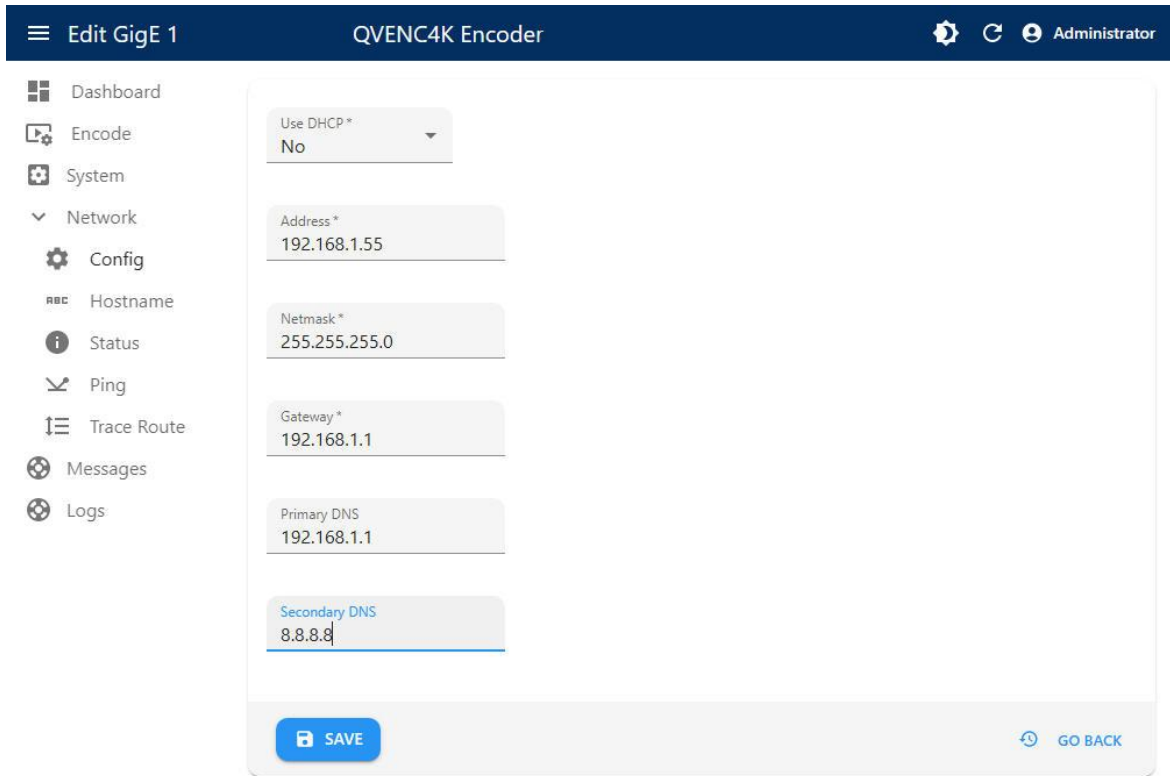 Edit GigE 1
QVENC4K Encoder
Administrator
Dashboard
Encode
System
Network
Config
ABC Hostname
Status
Ping
Trace Route
Messages
Logs
Use DHCP *
No
Address *
192.168.1.55
Netmask *
255.255.255.0
Gateway *
192.168.1.1
Primary DNS
192.168.1.1
Secondary DNS
8.8.8.8
SAVE
GO BACK